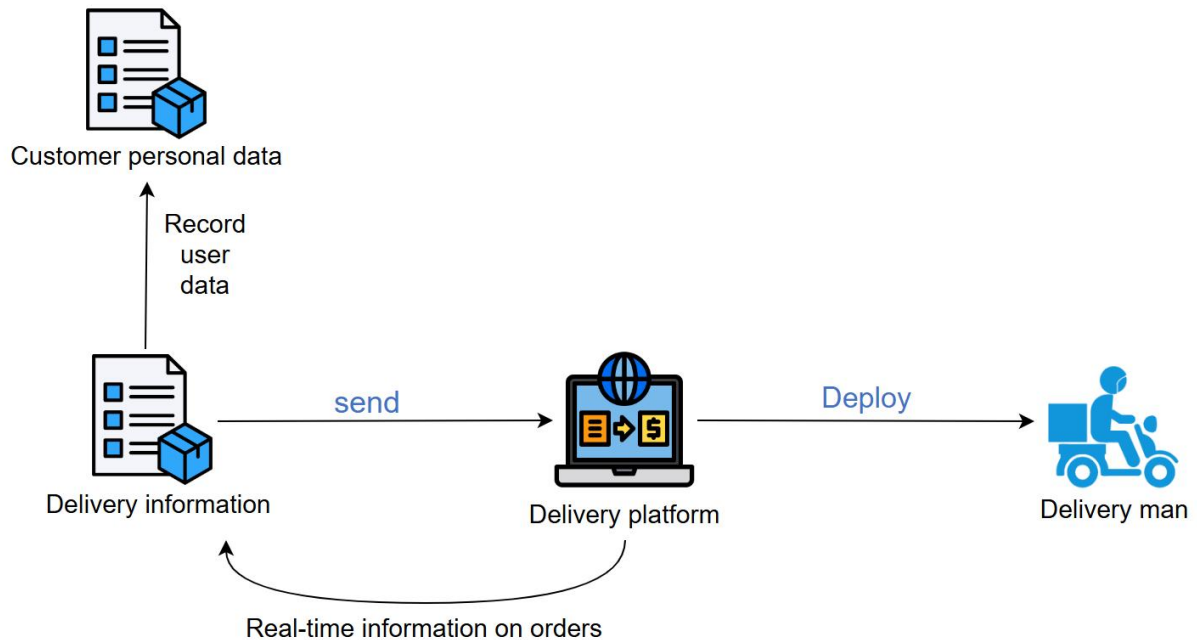 Customer personal data
Record
user
data
send
Deploy
Delivery information
Delivery platform
Delivery man
Real-time information on orders